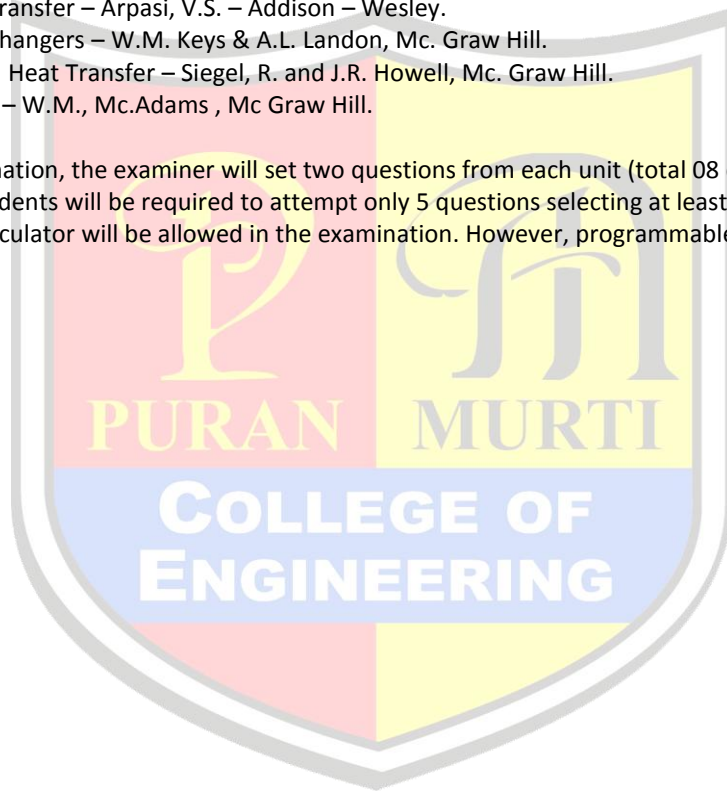 ransfer – Arpasi, V.S. – Addison – Wesley.
hangers – W.M. Keys & A.L. Landon, Mc. Graw Hill.
Heat Transfer – Siegel, R. and J.R. Howell, Mc. Graw Hill.
– W.M., Mc.Adams , Mc Graw Hill.
nation, the examiner will set two questions from each unit (total 08
dents will be required to attempt only 5 questions selecting at least
culator will be allowed in the examination. However, programmable
PURAN MURTI
COLLEGE OF
ENGINEERING